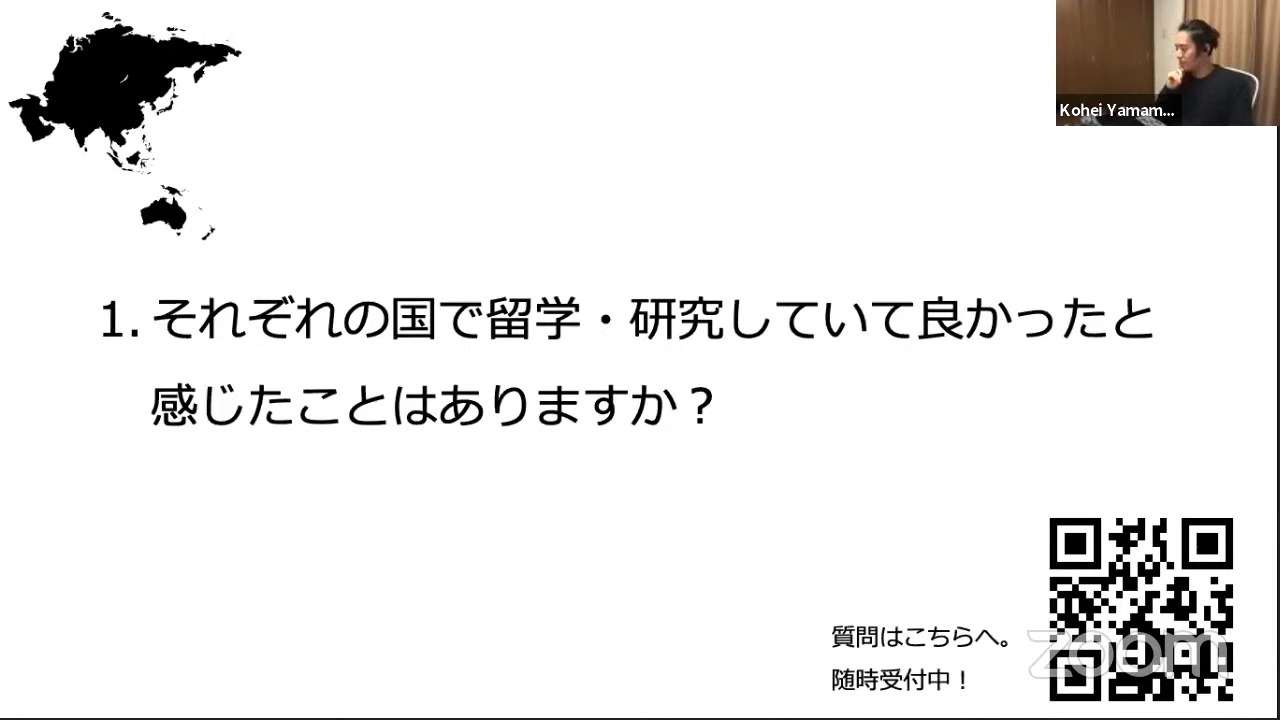 Kohei Yamam...
1. それぞれの国で留学・研究していて良かったと
感じたことはありますか？
質問はこちらへ。
随時受付中！
zoom